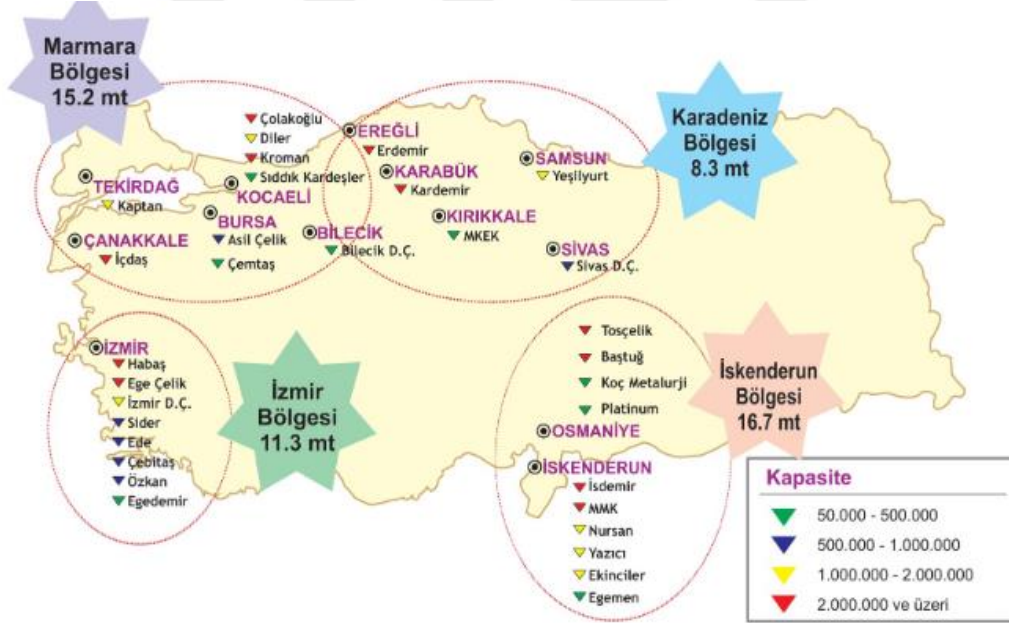 Marmara
Bölgesi
15.2 mt
Çolakoğlu
Diler
Kroman
Sıddık Kardeşler
KOCAELİ
TEKİRDAĞ
Kaptan
ÇANAKKALE
İçdaş
BURSA
Asil Çelik
Çemtaş
BİLECİK
Bilecik D.Ç.
EREĞLİ
Erdemir
KARABÜK
Kardemir
KIRIKKALE
MKEK
SAMSUN
Yeşilyurt
SİVAS
Sivas D.Ç.
Karadeniz
Bölgesi
8.3 mt
İZMİR
Habaş
Ege Çelik
İzmir D.Ç.
Sider
Ede
Çebitaş
Özkan
Egedemir
İzmir
Bölgesi
11.3 mt
Tosçelik
Baştuğ
Koç Metalurji
Platinum
OSMANİYE
İSKENDERUN
İsdemir
MMK
Nursan
Yazıcı
Ekinciler
Egemen
İskenderun
Bölgesi
16.7 mt
Kapasite
50.000 - 500.000
500.000 - 1.000.000
1.000.000 - 2.000.000
2.000.000 ve üzeri